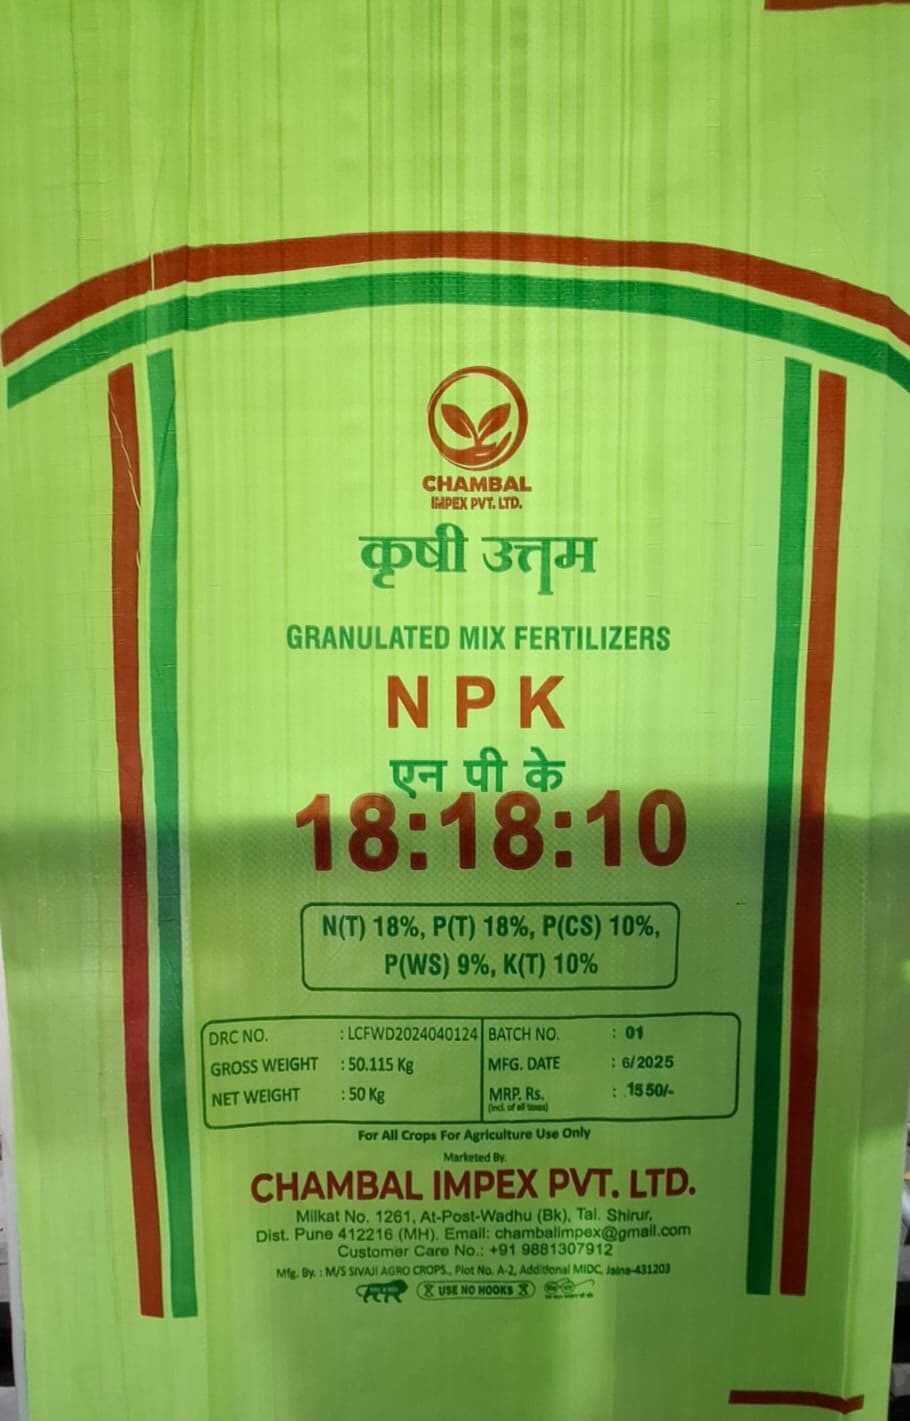 CHAMBAL
IMPEX PVT. LTD.
कृषी उत्तम
GRANULATED MIX FERTILIZERS
N P K
एन पी के
18:18:10
N(T) 18%, P(T) 18%, P(CS) 10%,
P(WS) 9%, K(T) 10%
DRC NO. : LCFWD2024040124
GROSS WEIGHT : 50.115 Kg
NET WEIGHT : 50 Kg
BATCH NO. : 01
MFG. DATE : 6/2025
MRP. Rs. : 1550/-
(incl. of all taxes)
For All Crops For Agriculture Use Only
Marketed By.
CHAMBAL IMPEX PVT. LTD.
Milkat No. 1261, At-Post-Wadhu (Bk), Tal. Shirur,
Dist. Pune 412216 (MH). Email: chambalimpex@gmail.com
Customer Care No.: +91 9881307912
Mfg. By. : M/S SIVAJI AGRO CROPS., Plot No. A-2, Additional MIDC, Jalna-431203
USE NO HOOKS